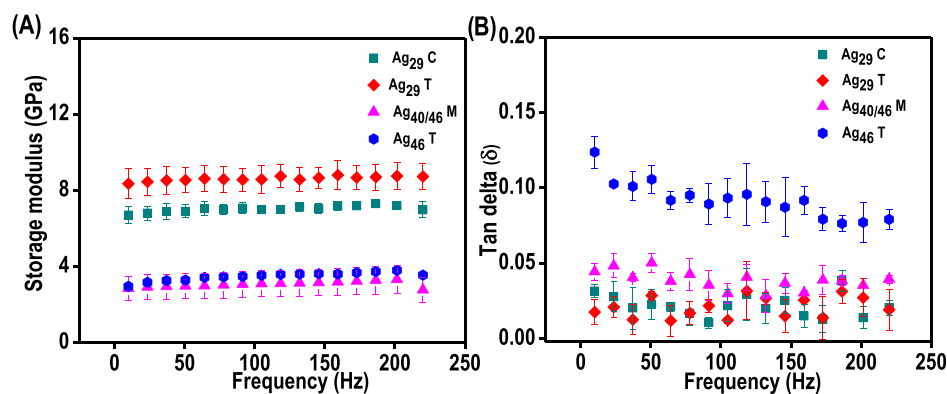 (A)
Storage modulus (GPa)
16
12
8
4
0
Ag29 C
Ag29 T
Ag40/46 M
Ag46 T
0 50 100 150 200 250
Frequency (Hz)
(B)
Tan delta (δ)
0.20
0.15
0.10
0.05
0.00
Ag29 C
Ag29 T
Ag40/46 M
Ag46 T
0 50 100 150 200 250
Frequency (Hz)